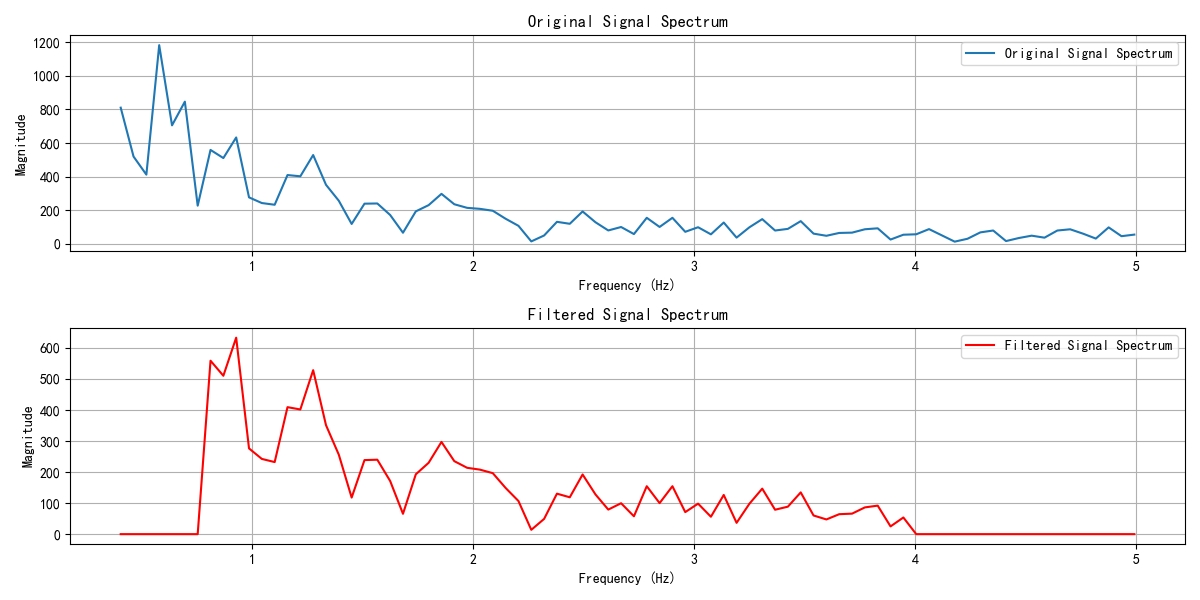 Original Signal Spectrum
1200
1000
800
600
400
200
0
Magnitude
Original Signal Spectrum
1 2 3 4 5
Frequency (Hz)
Filtered Signal Spectrum
600
500
400
300
200
100
0
Magnitude
Filtered Signal Spectrum
1 2 3 4 5
Frequency (Hz)